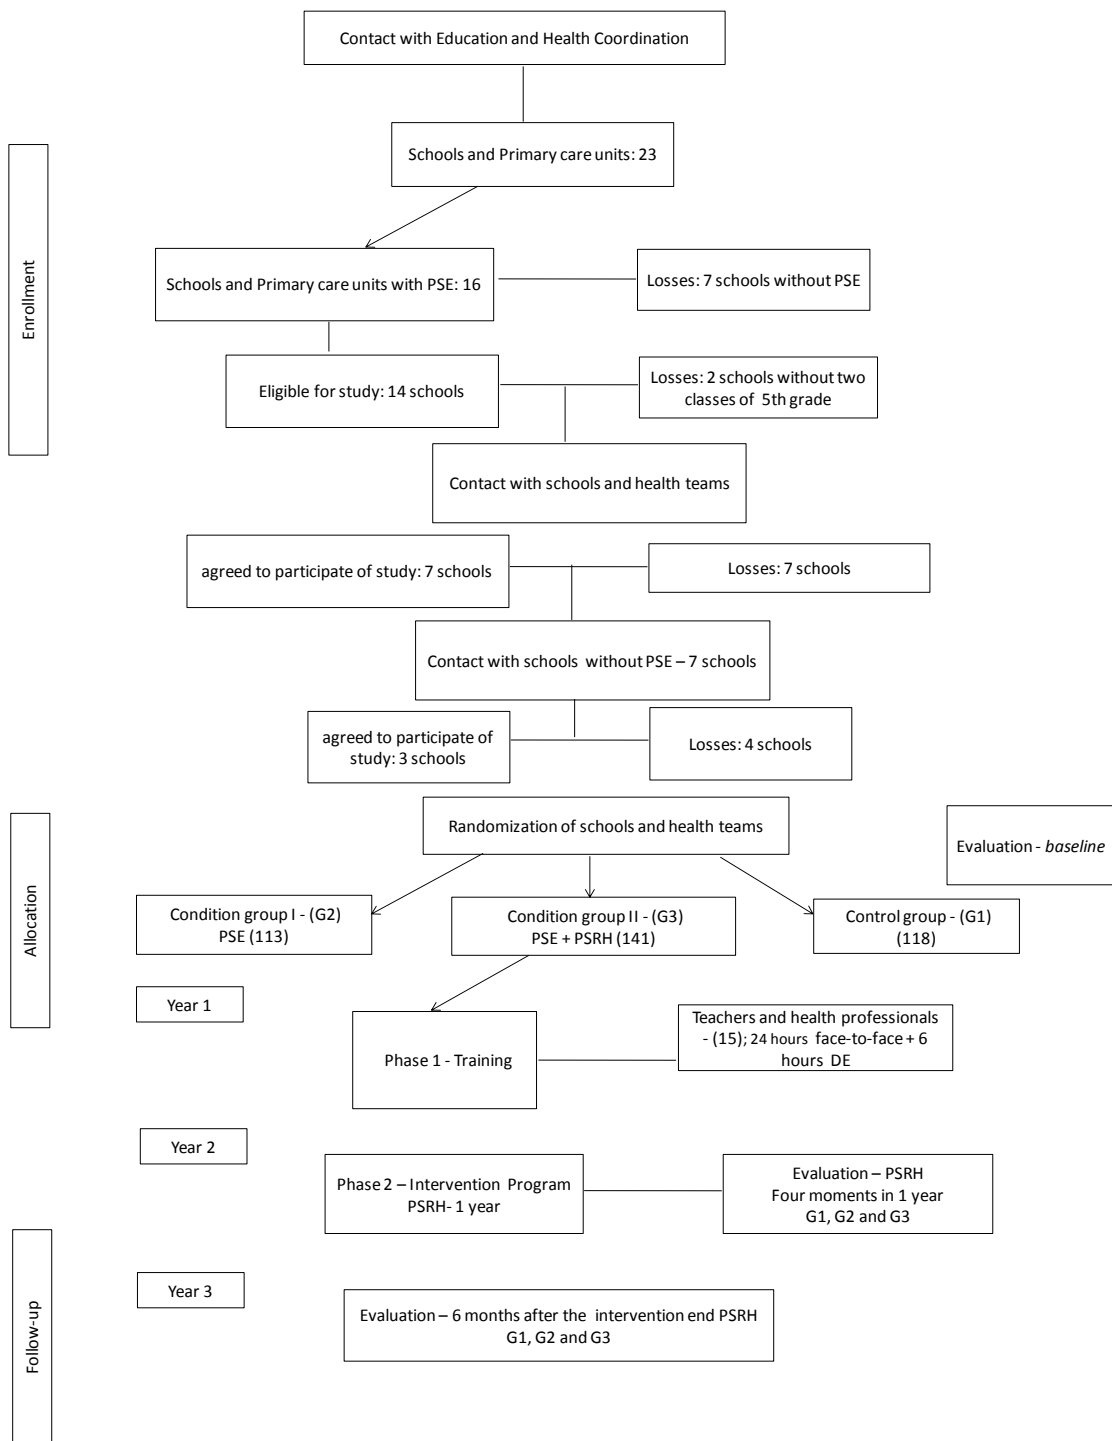 Contact with Education and Health Coordination
Enrollment
Schools and Primary care units: 23
Schools and Primary care units with PSE: 16
Losses: 7 schools without PSE
Eligible for study: 14 schools
Losses: 2 schools without two
classes of 5th grade
Contact with schools and health teams
agreed to participate of study: 7 schools
Losses: 7 schools
Contact with schools without PSE – 7 schools
agreed to participate of
study: 3 schools
Losses: 4 schools
Allocation
Randomization of schools and health teams
Evaluation - baseline
Condition group I - (G2)
PSE (113)
Condition group II - (G3)
PSE + PSRH (141)
Control group - (G1)
(118)
Year 1
Phase 1 - Training
Teachers and health professionals
- (15); 24 hours face-to-face + 6
hours DE
Year 2
Phase 2 – Intervention Program
PSRH- 1 year
Evaluation – PSRH
Four moments in 1 year
G1, G2 and G3
Follow-up
Year 3
Evaluation – 6 months after the intervention end PSRH
G1, G2 and G3